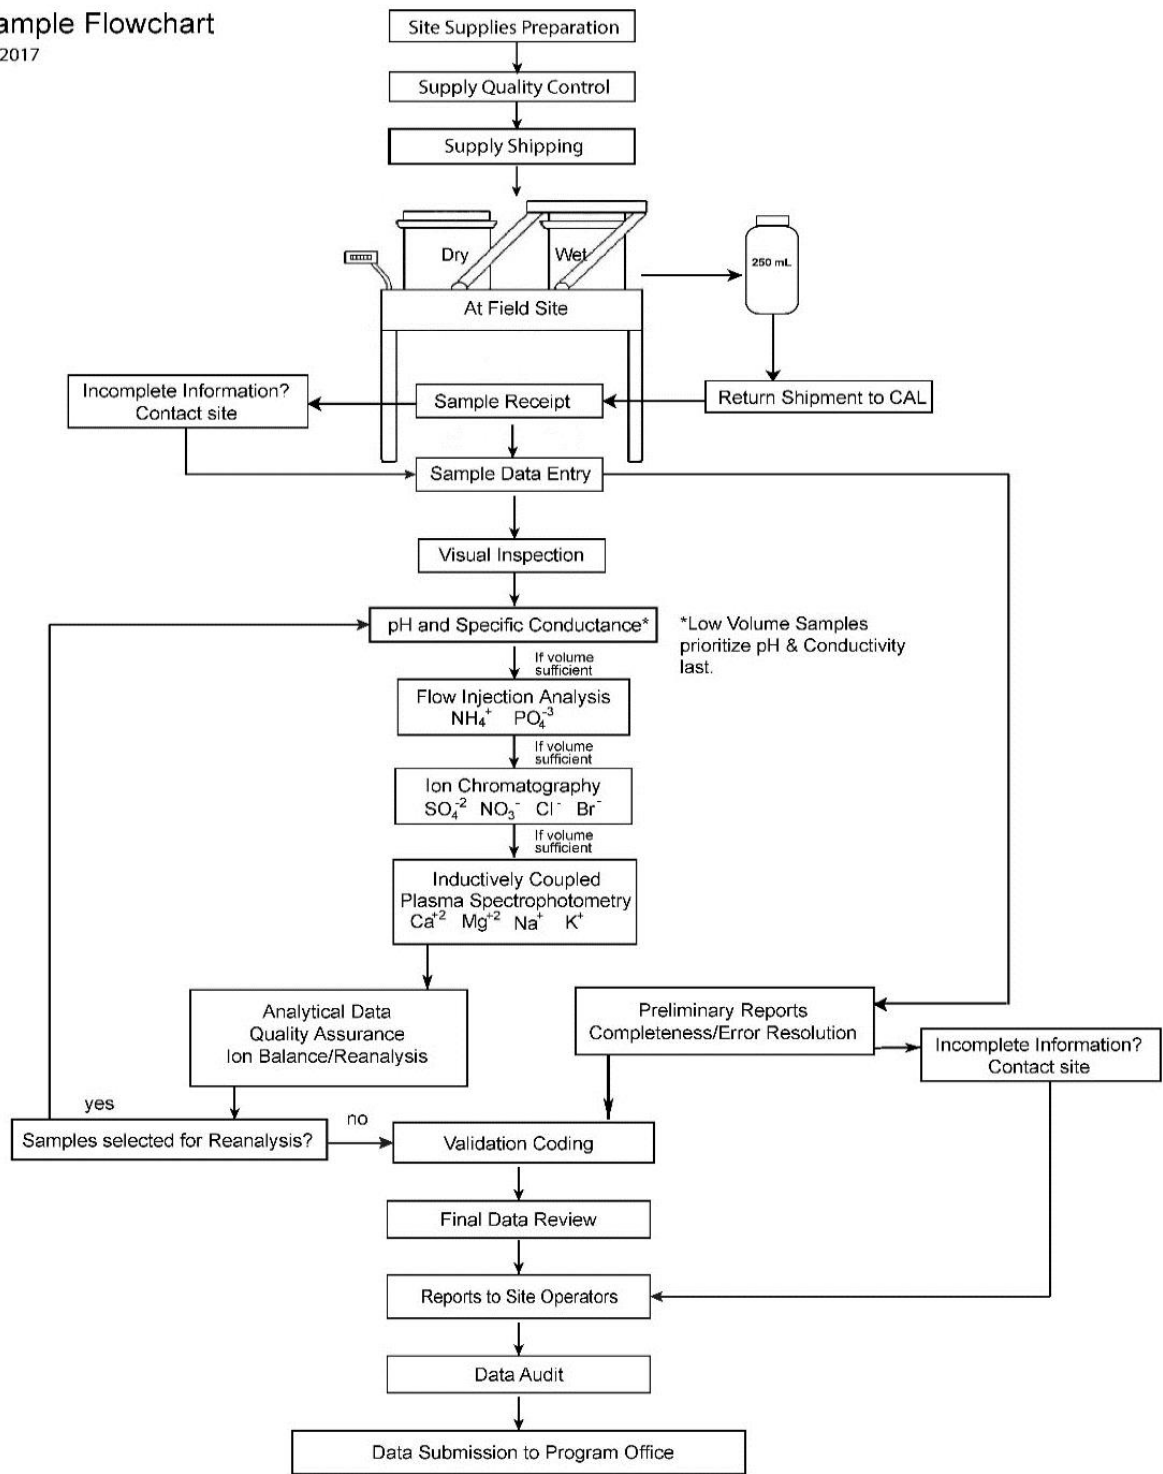 ample Flowchart
2017
Site Supplies Preparation
Supply Quality Control
Supply Shipping
Dry
Wet
250 mL
At Field Site
Incomplete Information?
Contact site
Sample Receipt
Return Shipment to CAL
Sample Data Entry
Visual Inspection
pH and Specific Conductance*
*Low Volume Samples
prioritize pH & Conductivity
last.
If volume
sufficient
Flow Injection Analysis
NH₄⁺ PO₄⁻³
If volume
sufficient
Ion Chromatography
SO₄⁻² NO₃⁻ Cl⁻ Br⁻
If volume
sufficient
Inductively Coupled
Plasma Spectrophotometry
Ca⁺² Mg⁺² Na⁺ K⁺
Analytical Data
Quality Assurance
Ion Balance/Reanalysis
Preliminary Reports
Completeness/Error Resolution
Incomplete Information?
Contact site
yes
Samples selected for Reanalysis?
no
Validation Coding
Final Data Review
Reports to Site Operators
Data Audit
Data Submission to Program Office